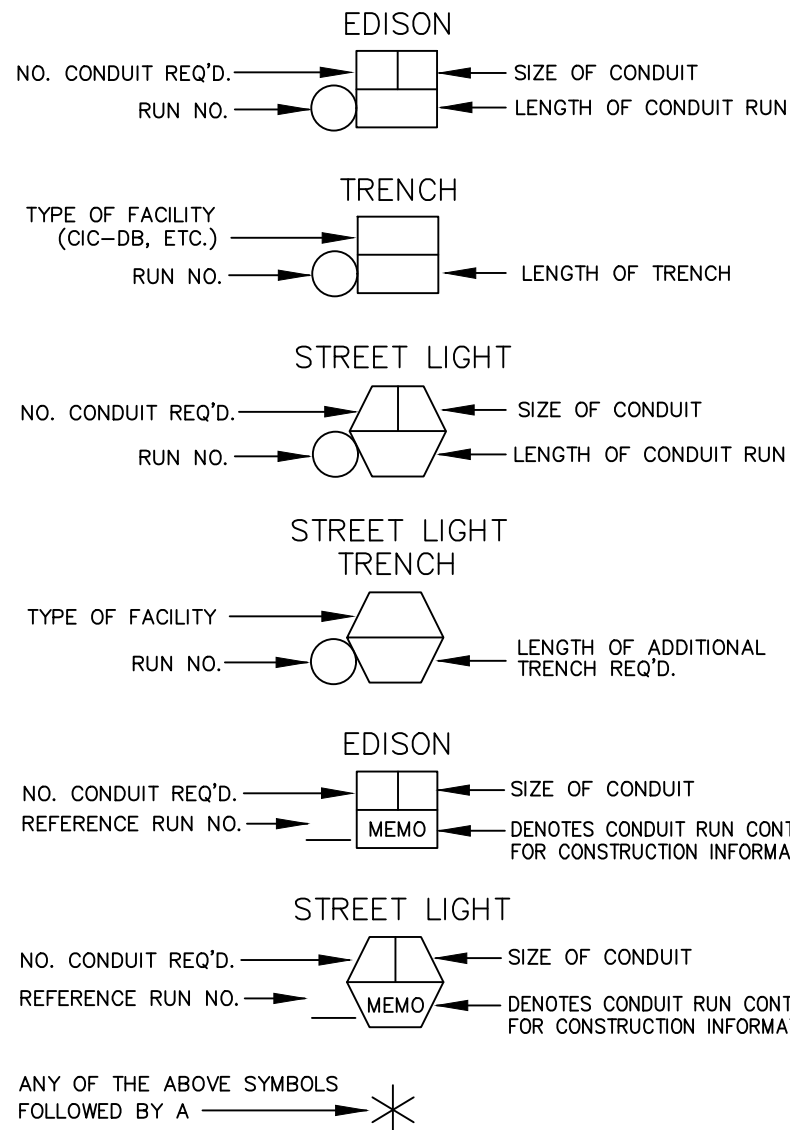 EDISON
NO. CONDUIT REQ'D.
SIZE OF CONDUIT
RUN NO.
LENGTH OF CONDUIT RUN
TRENCH
TYPE OF FACILITY
(CIC-DB, ETC.)
RUN NO.
LENGTH OF TRENCH
STREET LIGHT
NO. CONDUIT REQ'D.
SIZE OF CONDUIT
RUN NO.
LENGTH OF CONDUIT RUN
STREET LIGHT
TRENCH
TYPE OF FACILITY
RUN NO.
LENGTH OF ADDITIONAL
TRENCH REQ'D.
EDISON
NO. CONDUIT REQ'D.
SIZE OF CONDUIT
REFERENCE RUN NO.
MEMO
DENOTES CONDUIT RUN
FOR CONSTRUCTION
STREET LIGHT
NO. CONDUIT REQ'D.
SIZE OF CONDUIT
REFERENCE RUN NO.
MEMO
DENOTES CONDUIT RUN
FOR CONSTRUCTION
ANY OF THE ABOVE SYMBOLS
FOLLOWED BY A